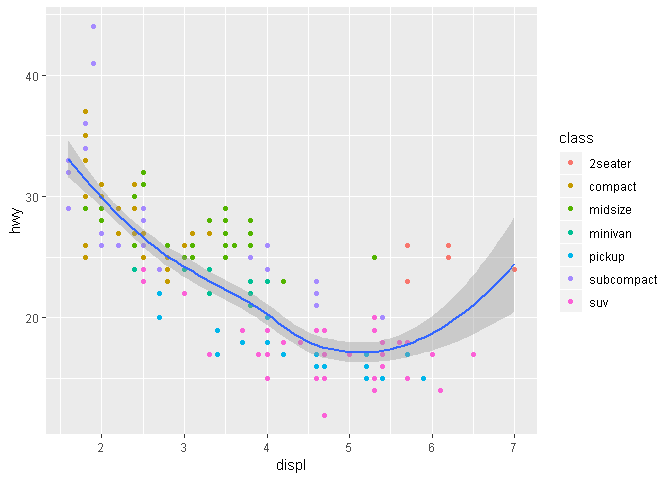 40
30
20
hwy
2 3 4 5 6 7
displ
class
2seater
compact
midsize
minivan
pickup
subcompact
suv